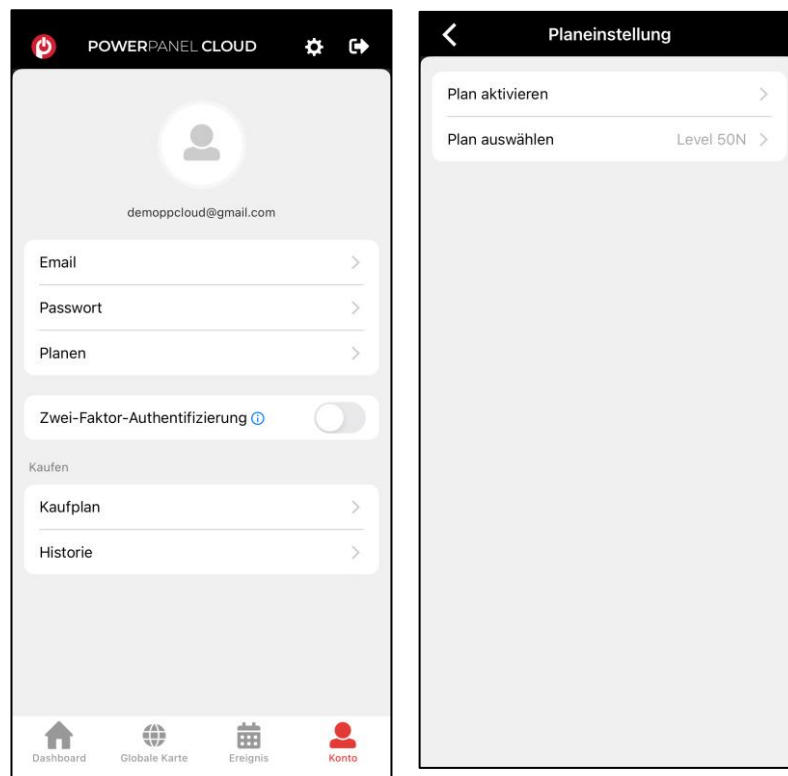 POWERPANEL CLOUD
demoppcloud@gmail.com
Email
Passwort
Planen
Zwei-Faktor-Authentifizierung
Kaufen
Kaufplan
Historie
Dashboard
Globale Karte
Ereignis
Konto
Planeinstellung
Plan aktivieren
Plan auswählen Level 50N